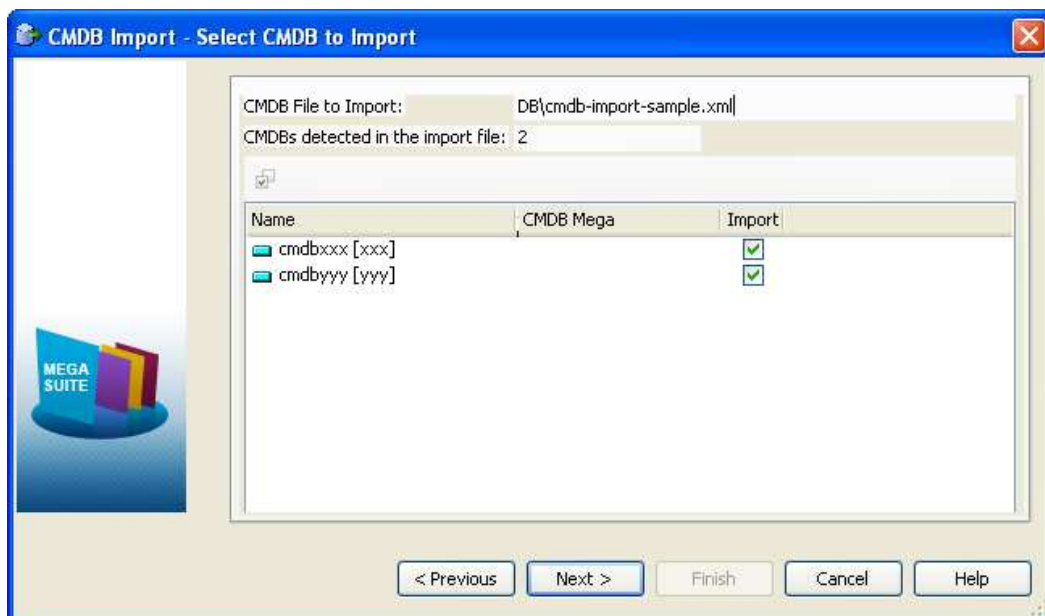 CMDB Import - Select CMDB to Import
CMDB File to Import: DB\cmdb-import-sample.xml
CMDBs detected in the import file: 2
Name CMDB Mega Import
cmdbxxx [xxx]
cmdbyyy [yyy]
MEGA
SUITE
< Previous Next > Finish Cancel Help